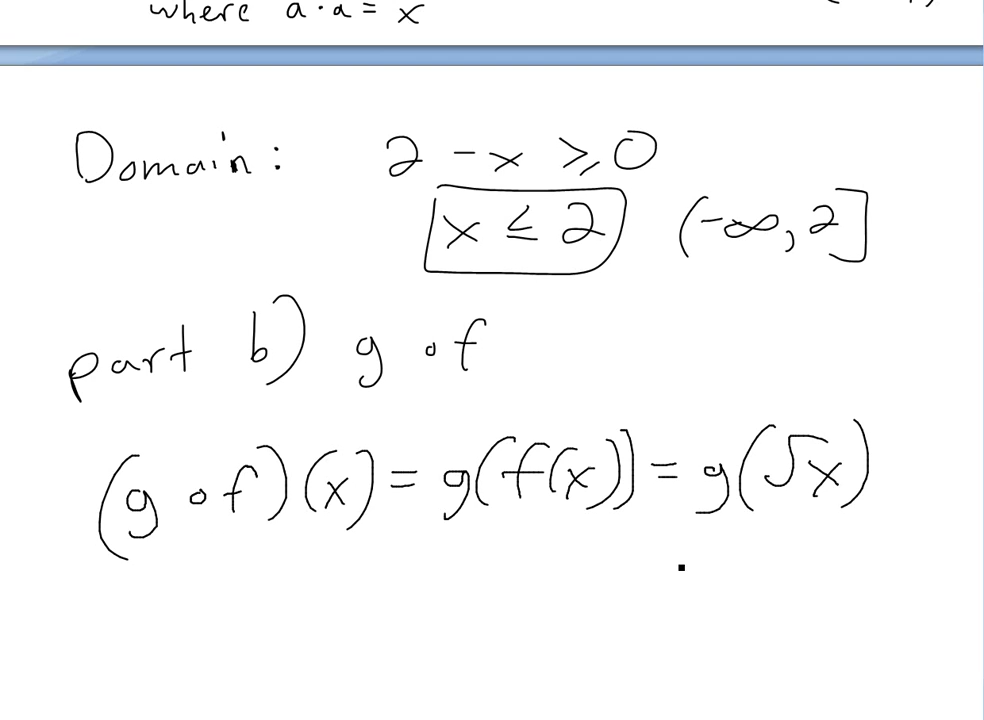 where a · a = x
Domain: 2 - x ≥ 0
x ≤ 2 (-∞, 2]
part b) g ∘ f
(g ∘ f)(x) = g(f(x)) = g(√x)